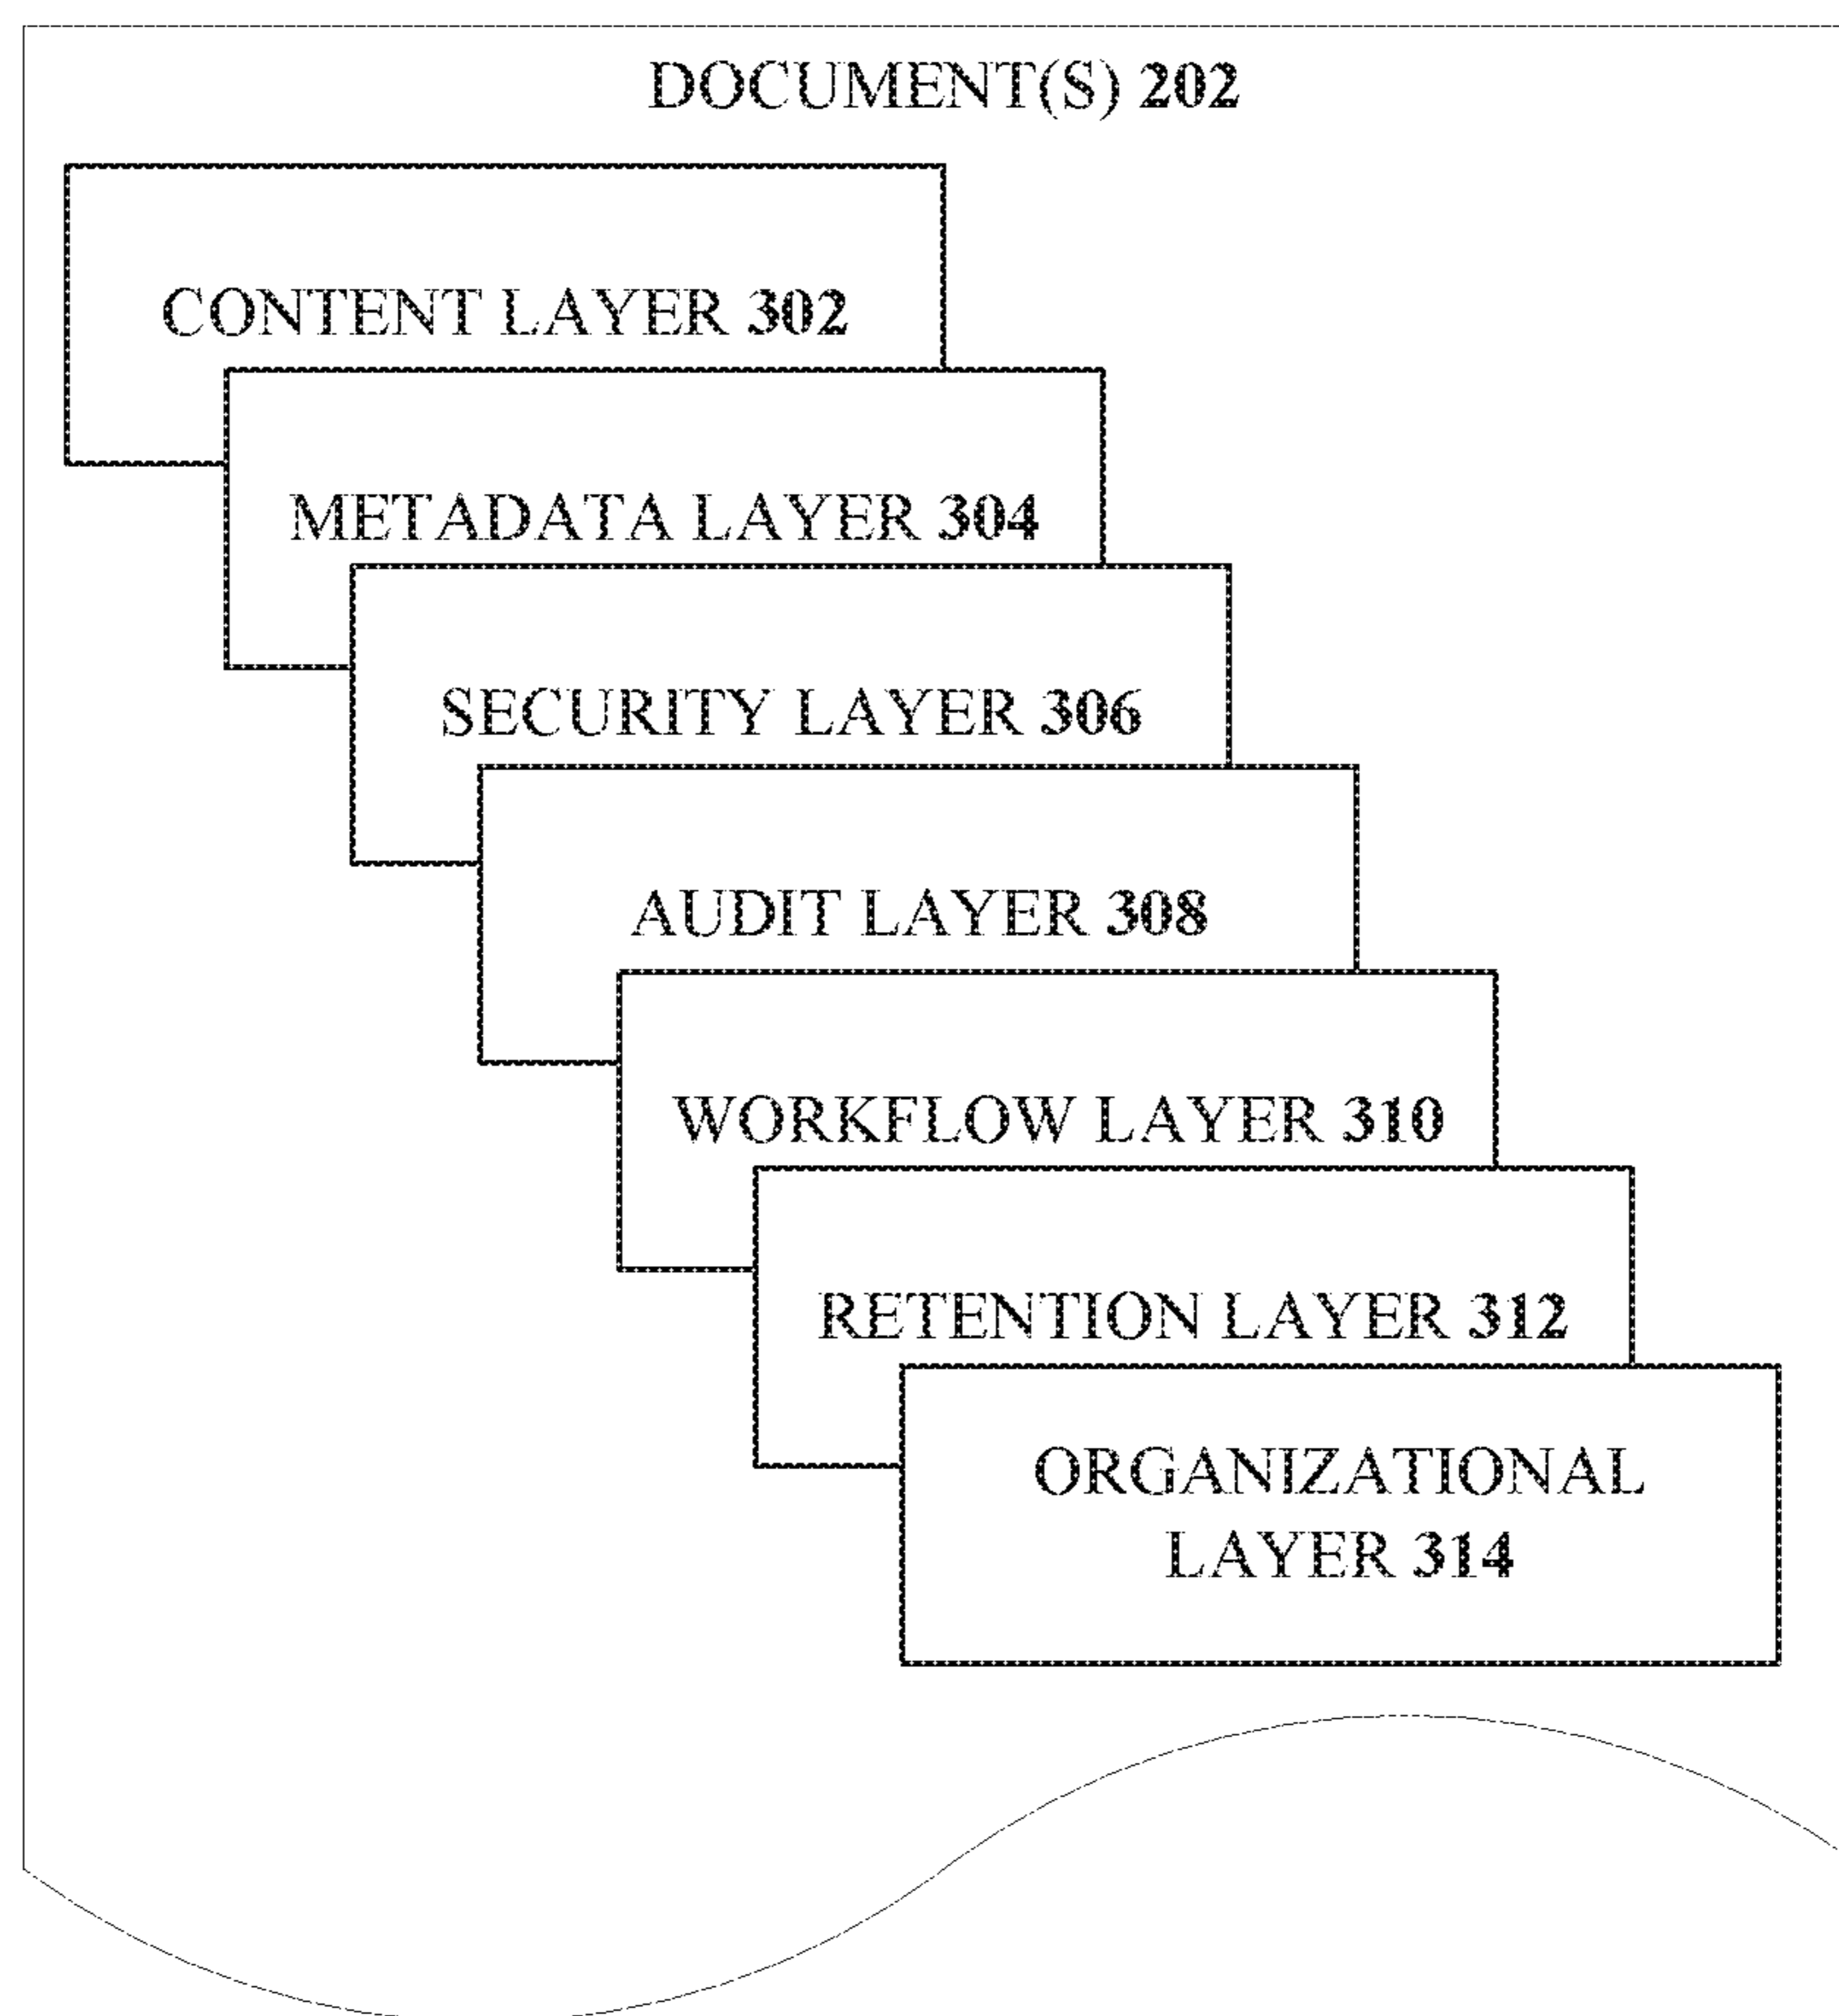 DOCUMENT(S) 202
CONTENT LAYER 302
METADATA LAYER 304
SECURITY LAYER 306
AUDIT LAYER 308
WORKFLOW LAYER 310
RETENTION LAYER 312
ORGANIZATIONAL
LAYER 314